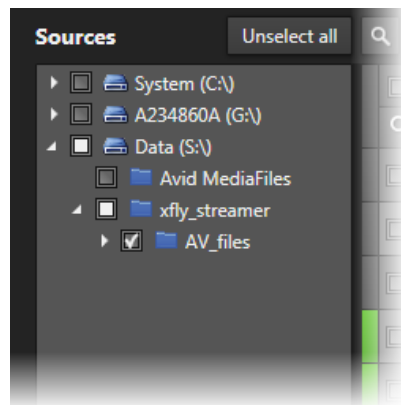 Sources
Unselect all
System (C:\)
A234860A (G:\)
Data (S:\)
Avid MediaFiles
xfly_streamer
AV_files